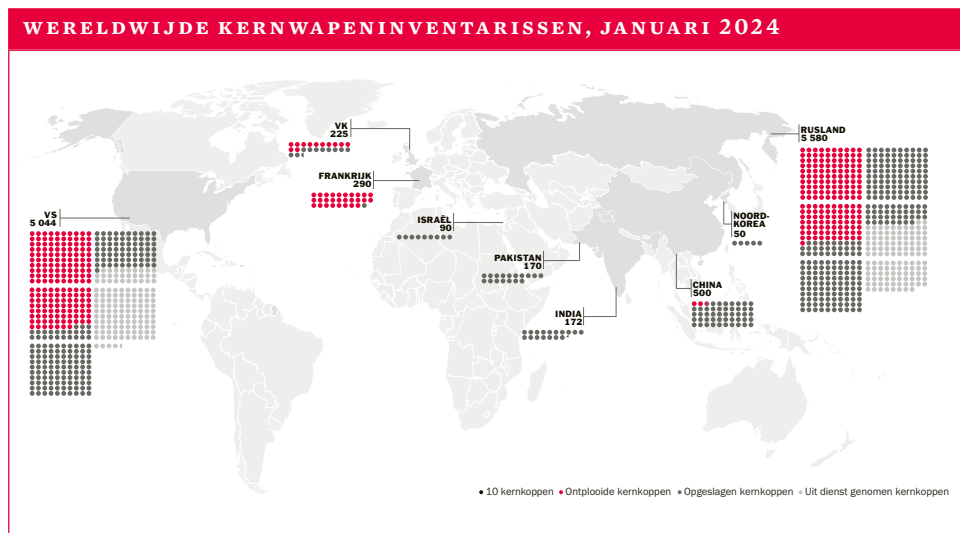 WERELDWIJDE KERNWAPENINVENTARISSEN, JANUARI 2024
VK
225
RUSLAND
5 580
FRANKRIJK
290
VS
5 044
ISRAËL
90
NOORD-
KOREA
50
PAKISTAN
170
CHINA
500
INDIA
172
10 kernkoppen
Ontplooide kernkoppen
Opgeslagen kernkoppen
Uit dienst genomen kernkoppen